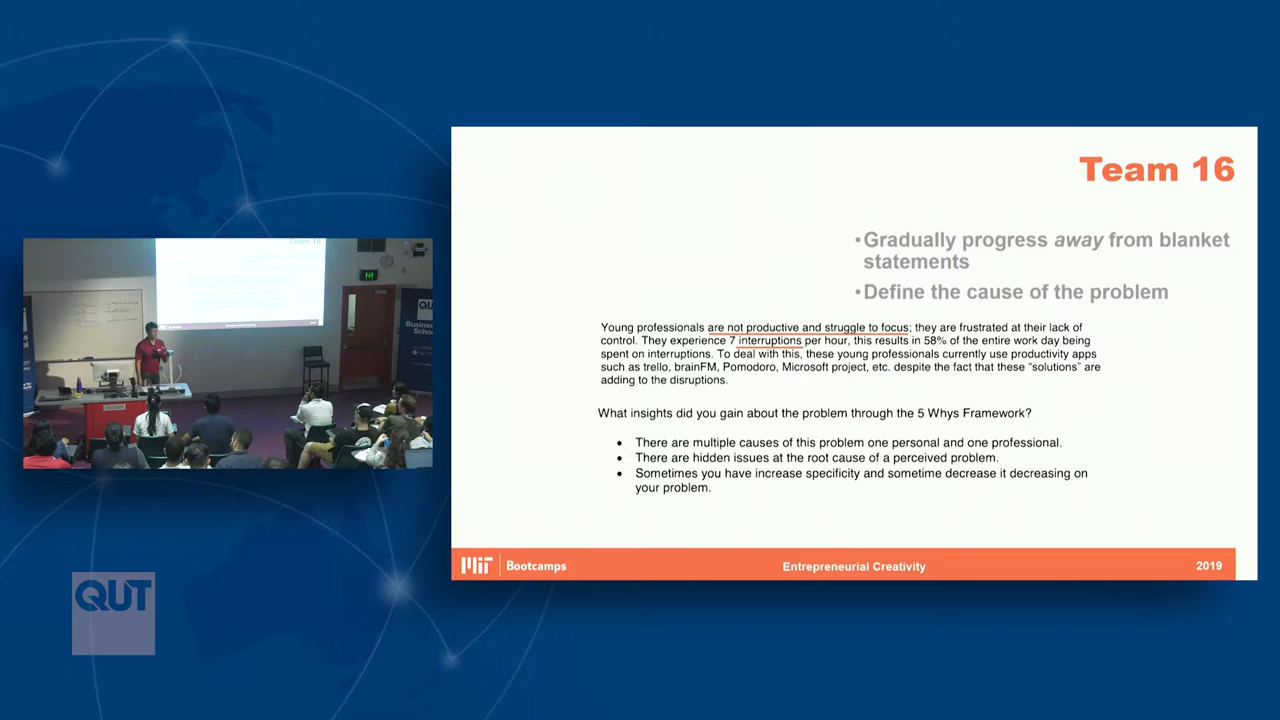 Team 16
•Gradually progress away from blanket
statements
•Define the cause of the problem
Young professionals are not productive and struggle to focus; they are frustrated at their lack of
control. They experience 7 interruptions per hour, this results in 58% of the entire work day being
spent on interruptions. To deal with this, these young professionals currently use productivity apps
such as trello, brainFM, Pomodoro, Microsoft project, etc. despite the fact that these “solutions” are
adding to the disruptions.
What insights did you gain about the problem through the 5 Whys Framework?
• There are multiple causes of this problem one personal and one professional.
• There are hidden issues at the root cause of a perceived problem.
• Sometimes you have increase specificity and sometime decrease it decreasing on
your problem.
MIT Bootcamps
Entrepreneurial Creativity
2019
Team 16
QUT
Business
School
QUT